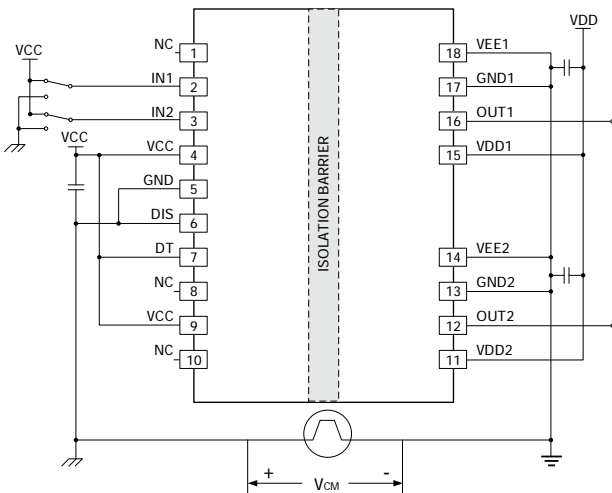 VCC
VCC
NC 1
IN1 2
IN2 3
VCC 4
GND 5
DIS 6
DT 7
NC 8
VCC 9
NC 10
ISOLATION BARRIER
VDD
18 VEE1
17 GND1
16 OUT1
15 VDD1
14 VEE2
13 GND2
12 OUT2
11 VDD2
+ VCM -